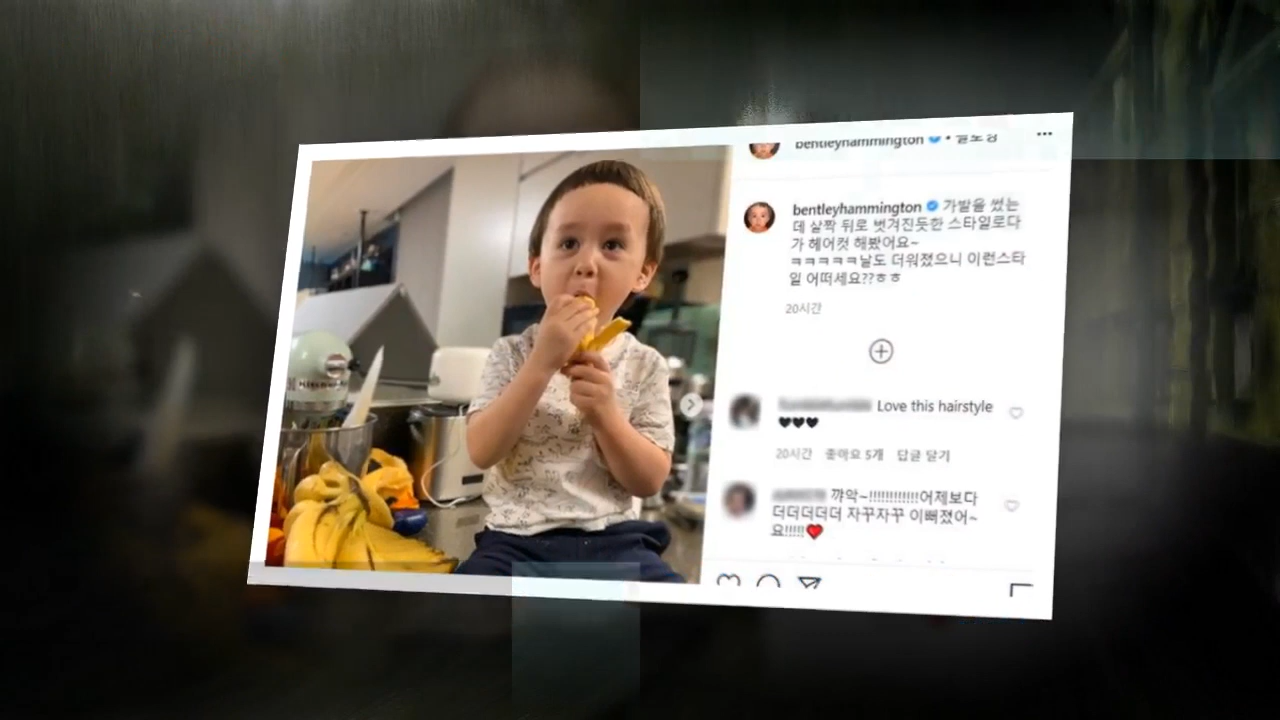 bentleyhammington • 팔로잉
bentleyhammington 가발을 썼는
데 살짝 뒤로 벗겨진듯한 스타일로다
가 헤어컷 해봤어요~
ㅋㅋㅋㅋㅋ날도 더워졌으니 이런스타
일 어떠세요??ㅎㅎ
20시간
Love this hairstyle
🖤🖤🖤
20시간 좋아요 5개 답글 달기
꺄악~!!!!!!!!!!!!어제보다
더더더더더 자꾸자꾸 이뻐졌어~
요!!!!!❤️